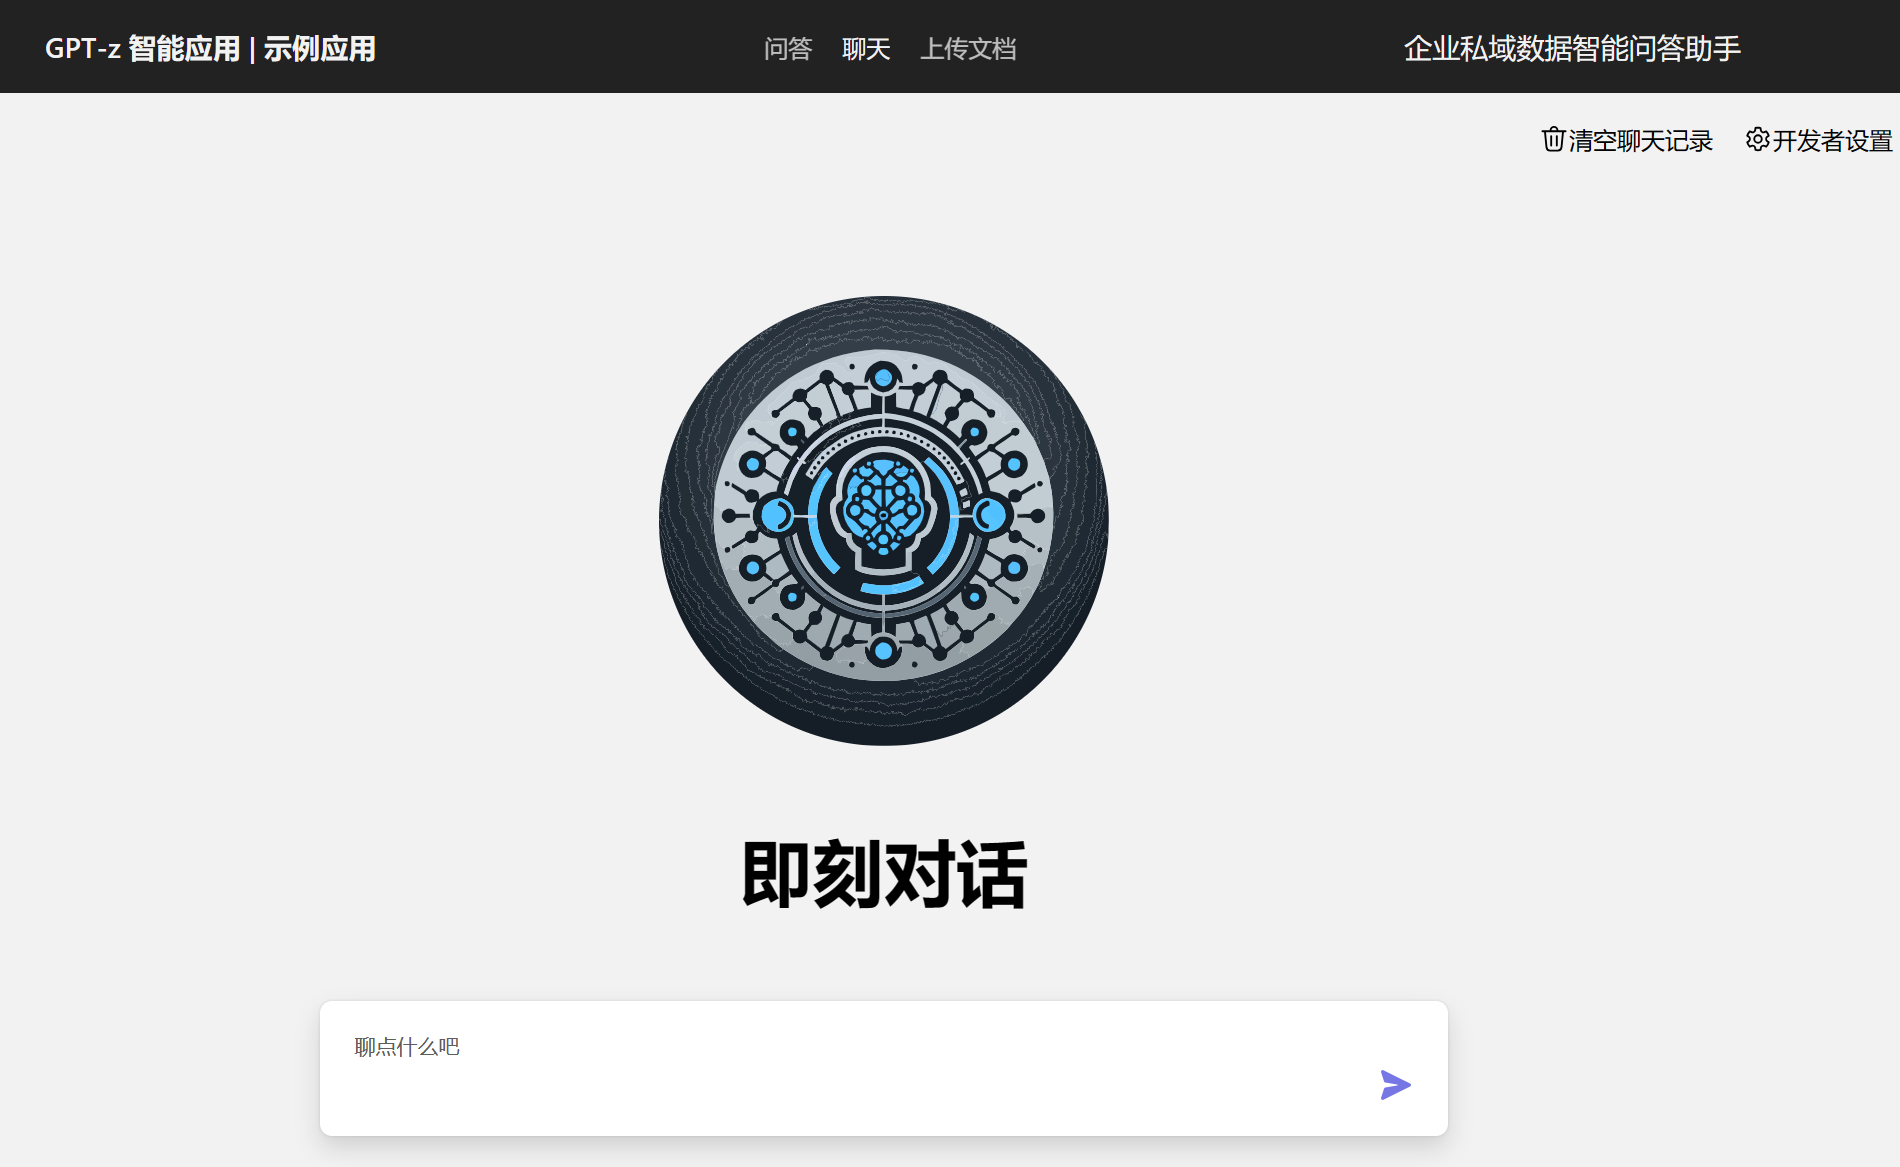 GPT-z 智能应用 | 示例应用
问答 聊天 上传文档
企业私域数据智能问答助手
清空聊天记录 开发者设置
即刻对话
聊点什么吧